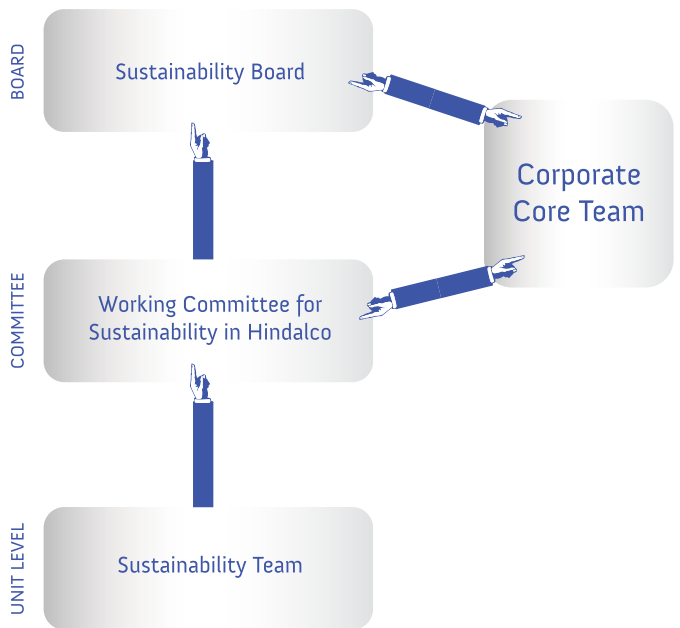 BOARD
Sustainability Board
Corporate
Core Team
COMMITTEE
Working Committee for
Sustainability in Hindalco
UNIT LEVEL
Sustainability Team